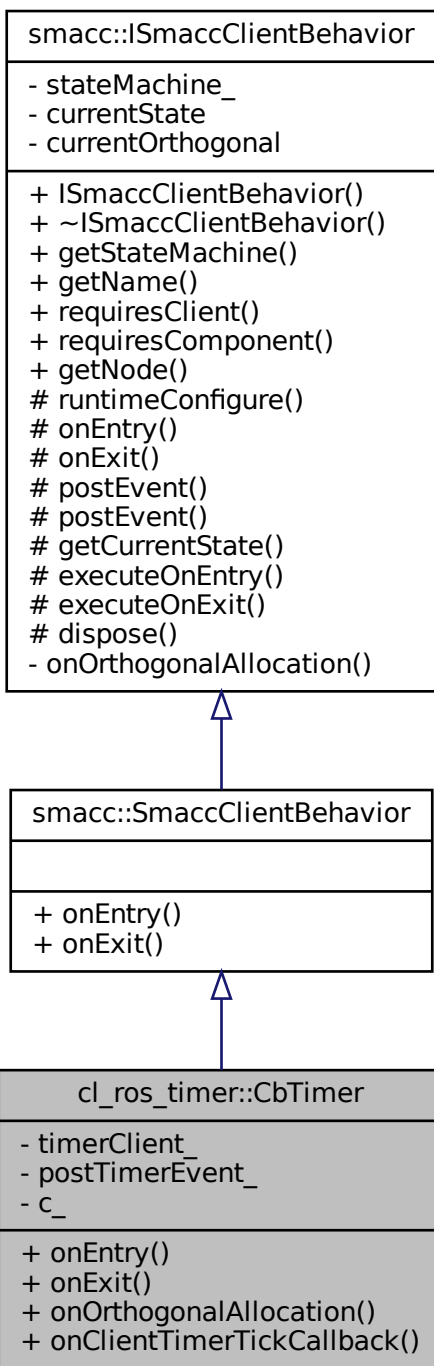 smacc::ISmaccClientBehavior
- stateMachine_
- currentState
- currentOrthogonal
+ ISmaccClientBehavior()
+ ~ISmaccClientBehavior()
+ getStateMachine()
+ getName()
+ requiresClient()
+ requiresComponent()
+ getNode()
# runtimeConfigure()
# onEntry()
# onExit()
# postEvent()
# postEvent()
# getCurrentState()
# executeOnEntry()
# executeOnExit()
# dispose()
- onOrthogonalAllocation()
smacc::SmaccClientBehavior
+ onEntry()
+ onExit()
cl_ros_timer::CbTimer
- timerClient_
- postTimerEvent_
- c_
+ onEntry()
+ onExit()
+ onOrthogonalAllocation()
+ onClientTimerTickCallback()